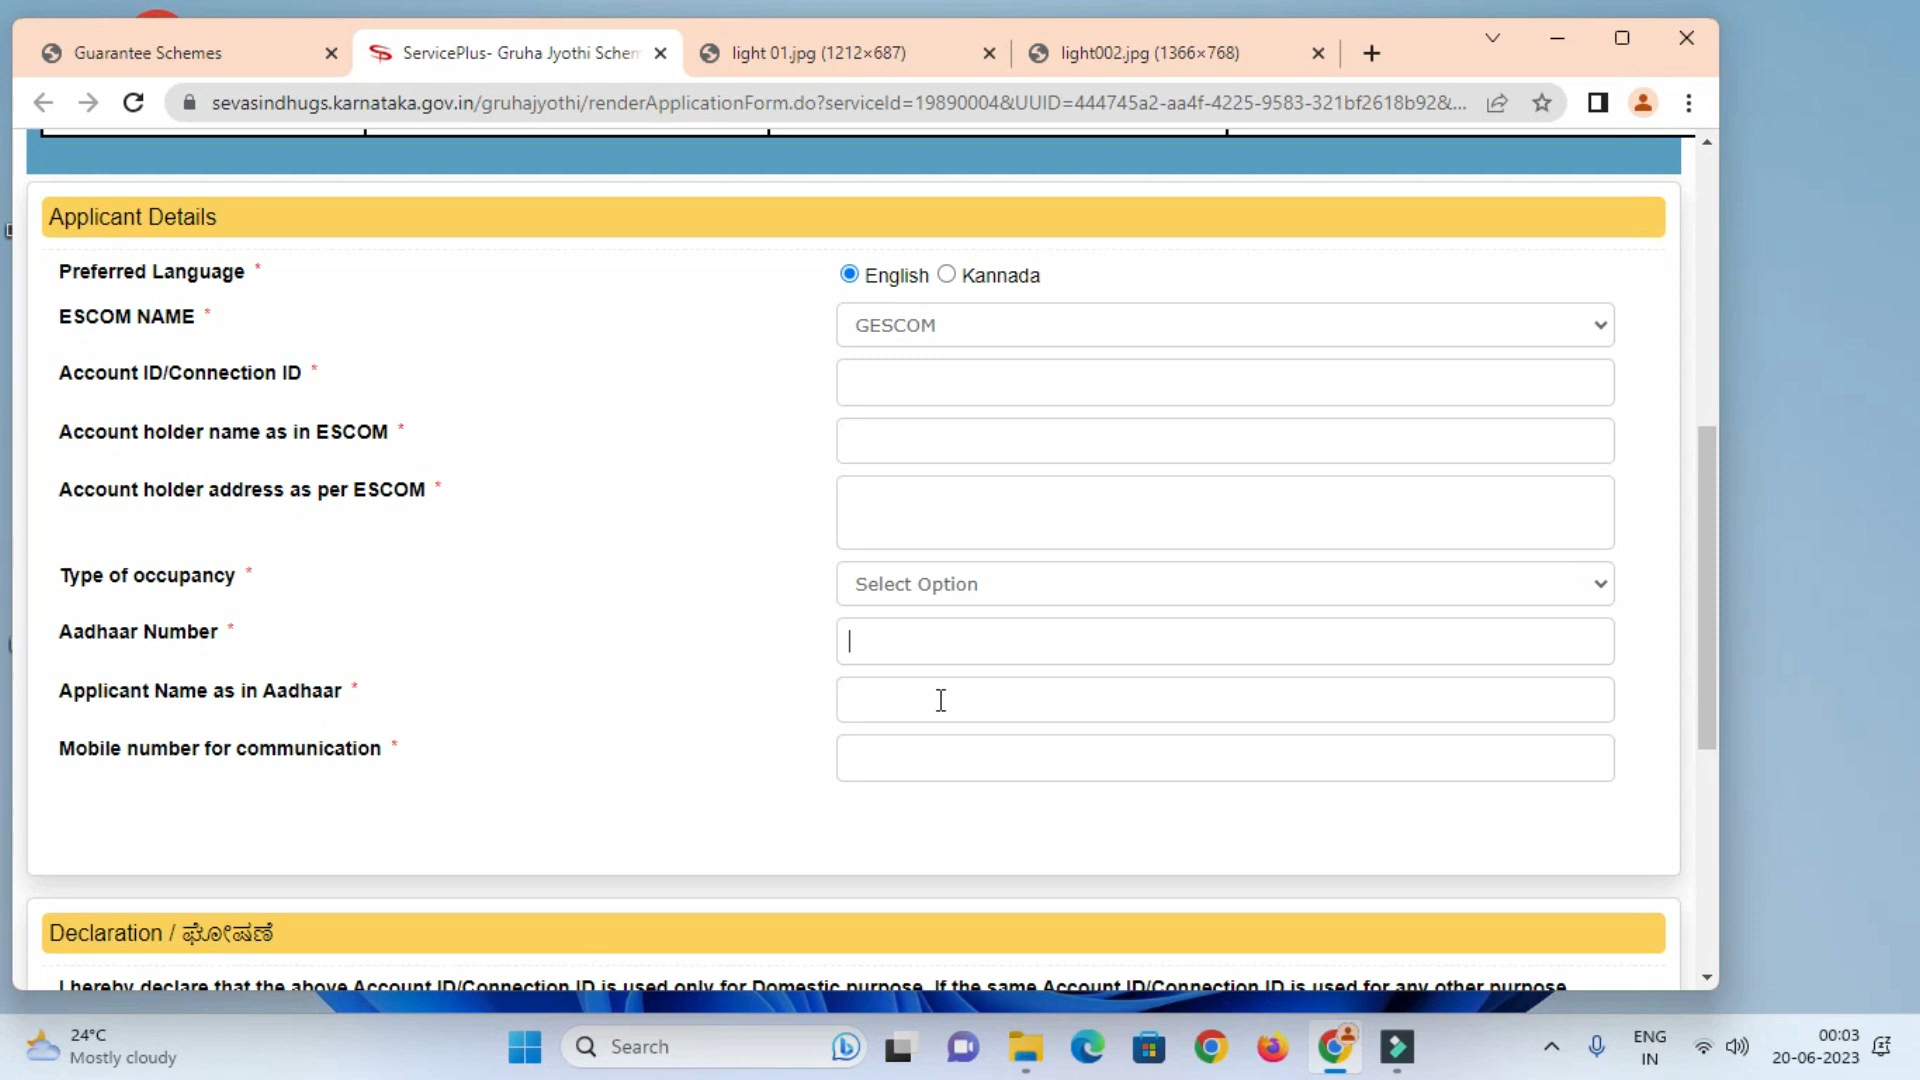 Guarantee Schemes
ServicePlus- Gruha Jyothi Schem
light 01.jpg (1212×687)
light002.jpg (1366×768)
sevasindhugs.karnataka.gov.in/gruhajyothi/renderApplicationForm.do?serviceId=19890004&UUID=444745a2-aa4f-4225-9583-321bf2618b92&...
Applicant Details
Preferred Language *
English Kannada
ESCOM NAME *
GESCOM
Account ID/Connection ID *
Account holder name as in ESCOM *
Account holder address as per ESCOM *
Type of occupancy *
Select Option
Aadhaar Number *
Applicant Name as in Aadhaar *
Mobile number for communication *
Declaration / ಘೋಷಣೆ
I hereby declare that the above Account ID/Connection ID is used only for Domestic purpose. If the same Account ID/Connection ID is used for any other purpose
24°C
Mostly cloudy
Search
ENG
IN
00:03
20-06-2023